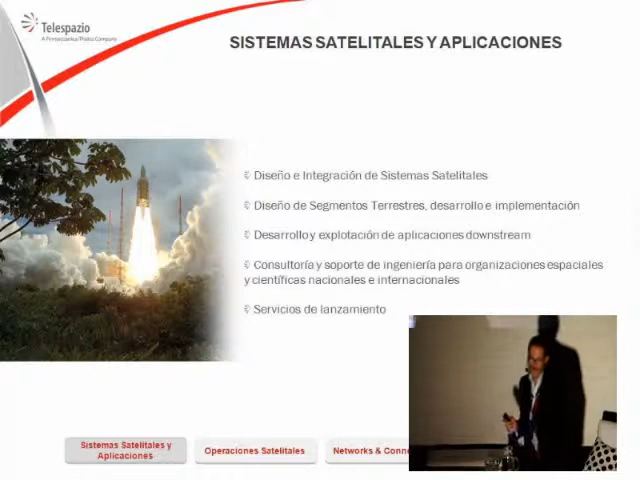 Telespazio
A Finmeccanica/Thales Company
SISTEMAS SATELITALES Y APLICACIONES
Diseño e Integración de Sistemas Satelitales
Diseño de Segmentos Terrestres, desarrollo e implementación
Desarrollo y explotación de aplicaciones downstream
Consultoría y soporte de ingeniería para organizaciones espaciales
y científicas nacionales e internacionales
Servicios de lanzamiento
Sistemas Satelitales y
Aplicaciones
Operaciones Satelitales
Networks &